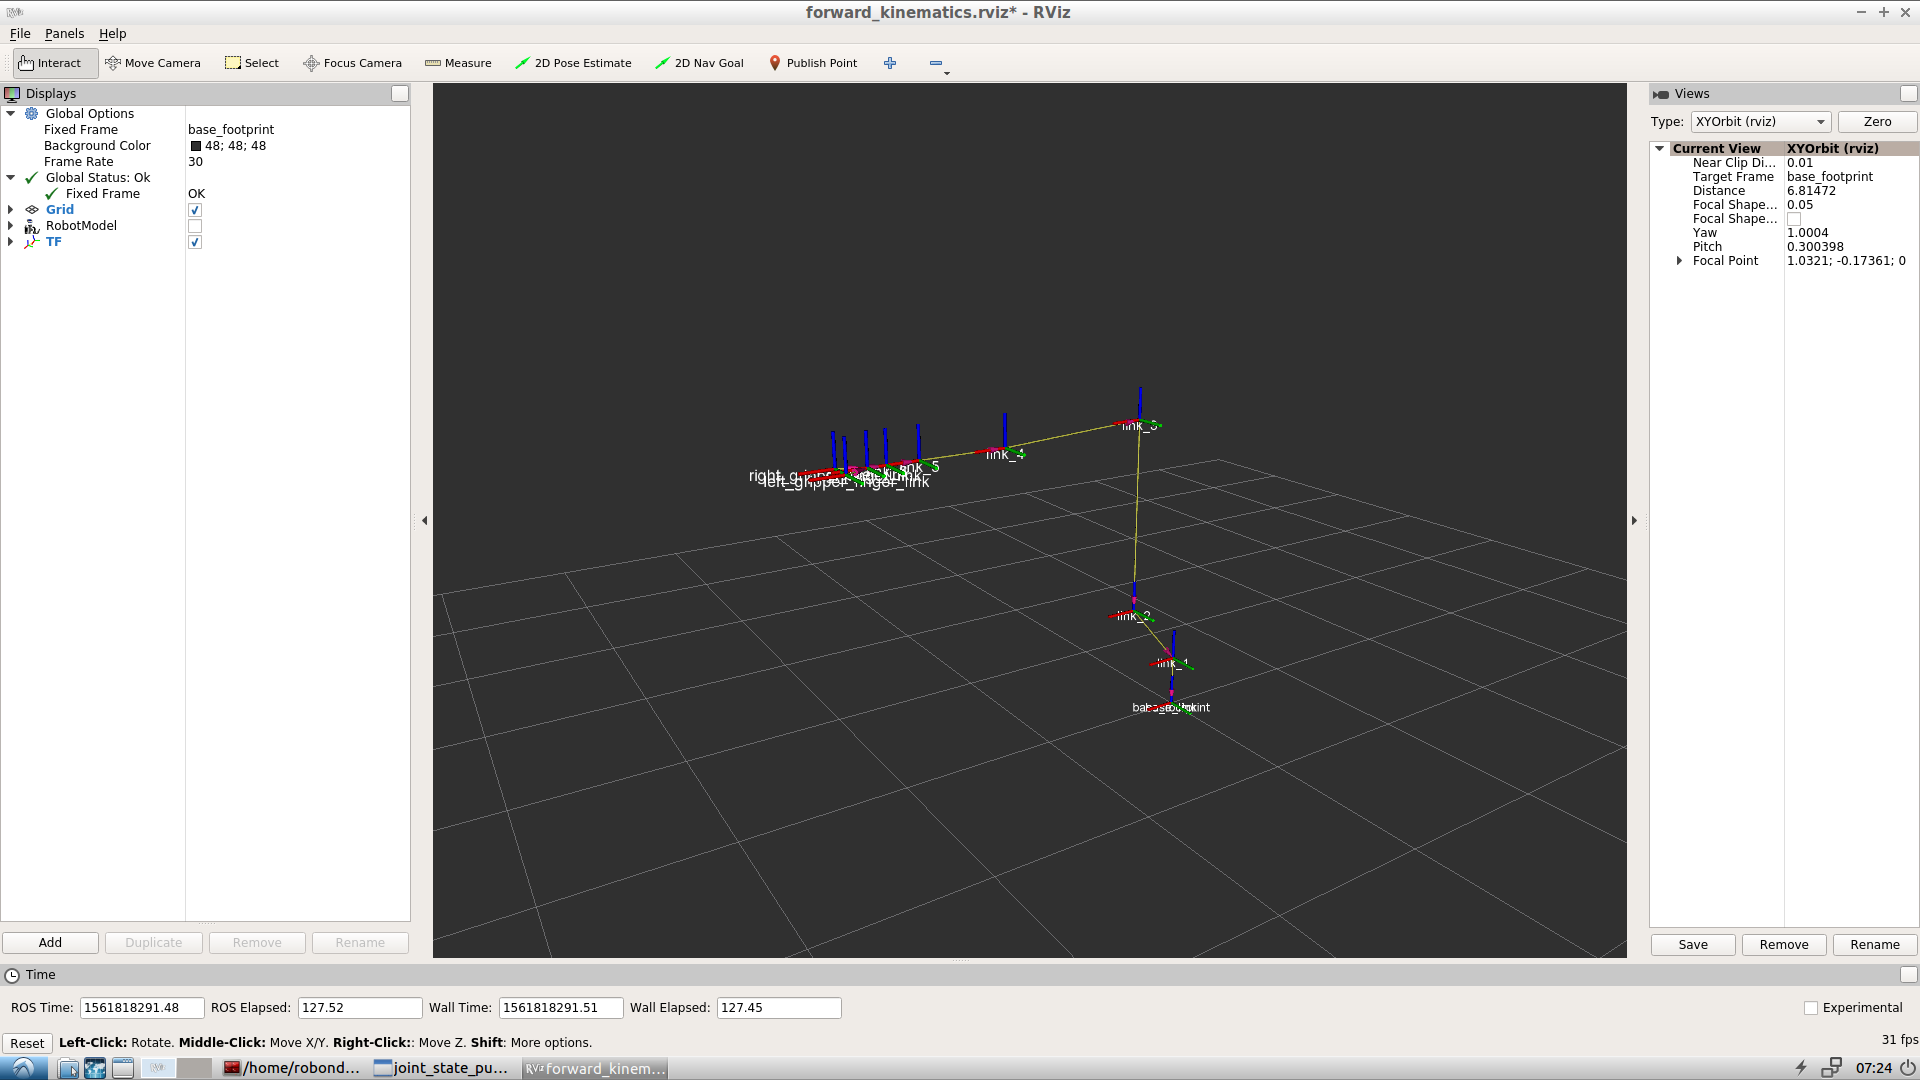 forward_kinematics.rviz* - RViz
File Panels Help
Interact Move Camera Select Focus Camera Measure 2D Pose Estimate 2D Nav Goal Publish Point
Displays
Global Options
Fixed Frame base_footprint
Background Color 48; 48; 48
Frame Rate 30
Global Status: Ok
Fixed Frame OK
Grid
RobotModel
TF
Add Duplicate Remove Rename
link_3
link_4
link_5
left_gripper_finger_link
link_2
link_1
Views
Type: XYOrbit (rviz) Zero
Current View XYOrbit (rviz)
Near Clip Di... 0.01
Target Frame base_footprint
Distance 6.81472
Focal Shape... 0.05
Focal Shape...
Yaw 1.0004
Pitch 0.300398
Focal Point 1.0321; -0.17361; 0
Save Remove Rename
Time
ROS Time: 1561818291.48 ROS Elapsed: 127.52 Wall Time: 1561818291.51 Wall Elapsed: 127.45 Experimental
Reset Left-Click: Rotate. Middle-Click: Move X/Y. Right-Click:: Move Z. Shift: More options. 31 fps
/home/robond... joint_state_pu... RViz forward_kinem... 07:24